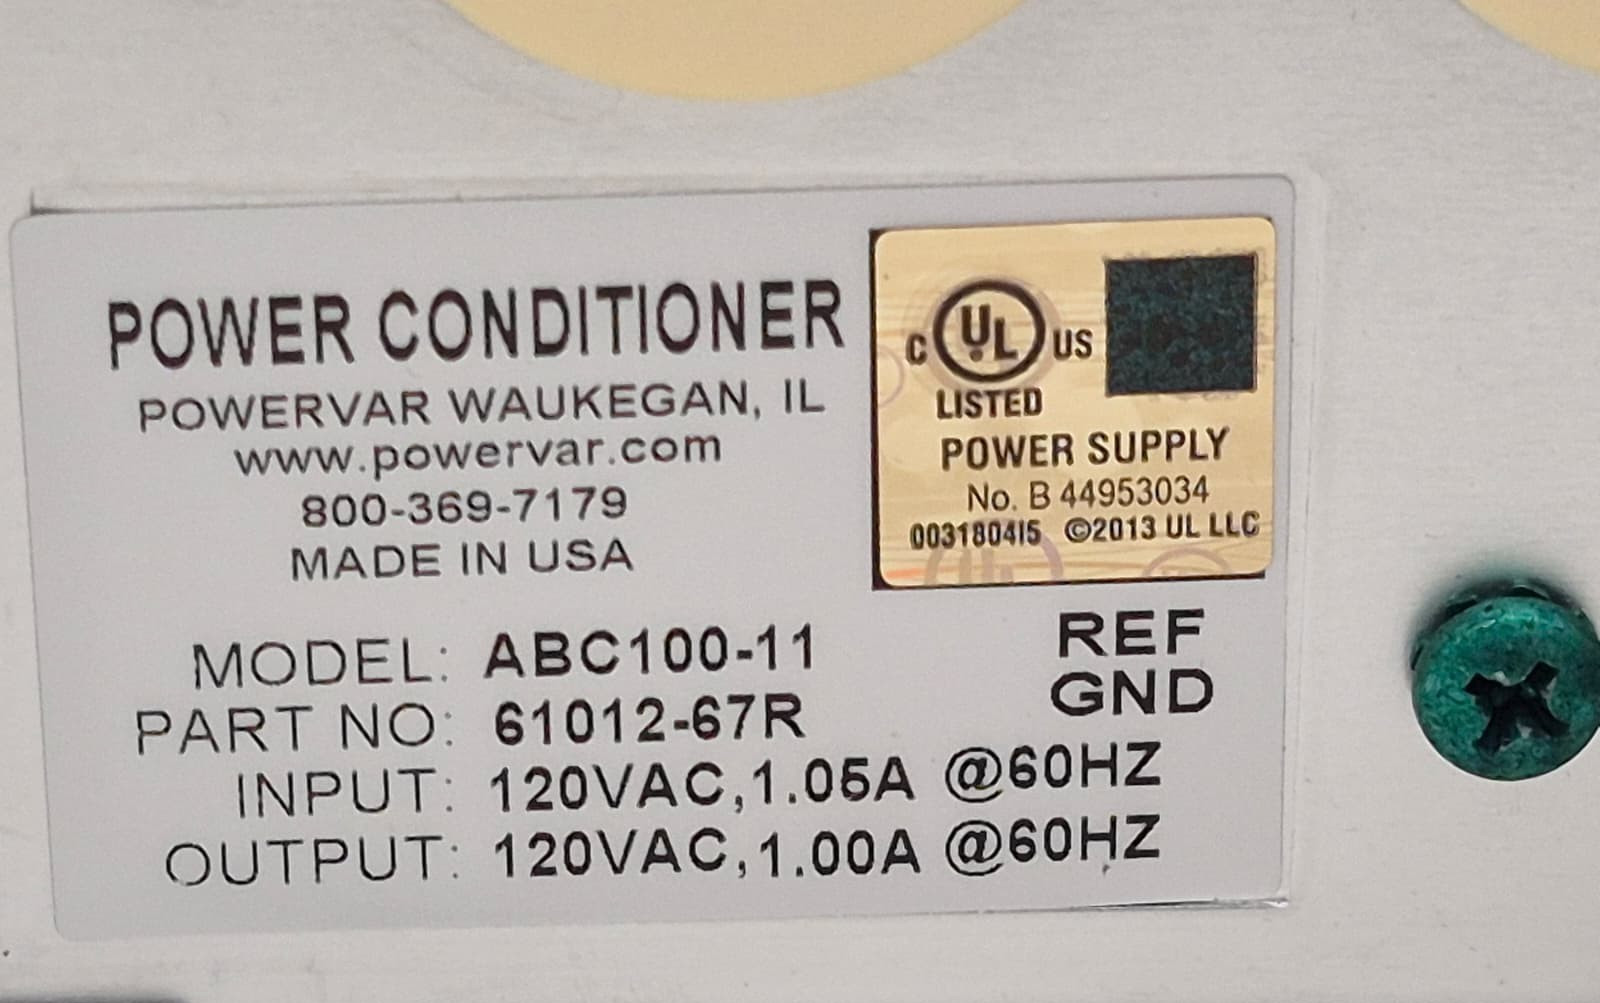 POWER CONDITIONER
POWERVAR WAUKEGAN, IL
www.powervar.com
800-369-7179
MADE IN USA
C UL US
LISTED
POWER SUPPLY
No. B 44953034
003180415 ©2013 UL LLC
REF
GND
MODEL: ABC100-11
PART NO: 61012-67R
INPUT: 120VAC,1.05A @60HZ
OUTPUT: 120VAC,1.00A @60HZ